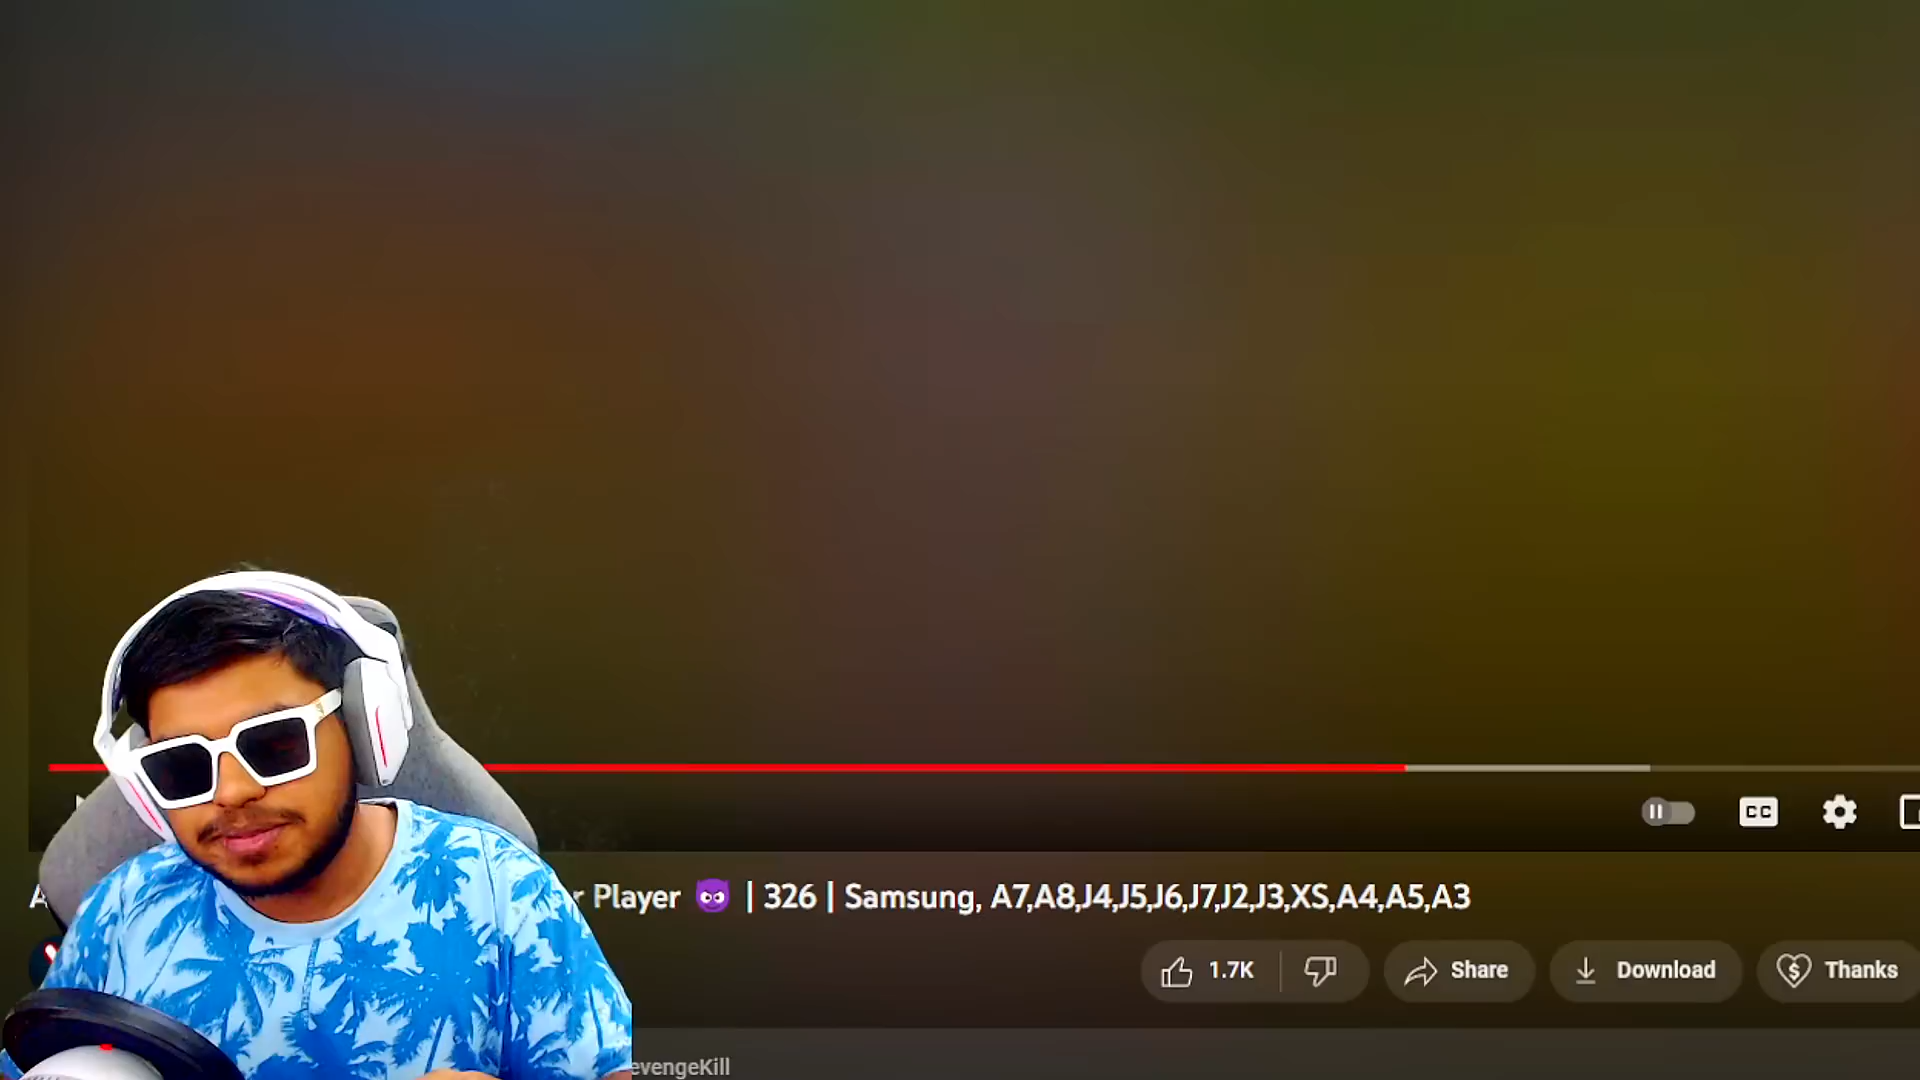 Player 😈 | 326 | Samsung, A7,A8,J4,J5,J6,J7,J2,J3,XS,A4,A5,A3
1.7K Share Download Thanks
evengeKill